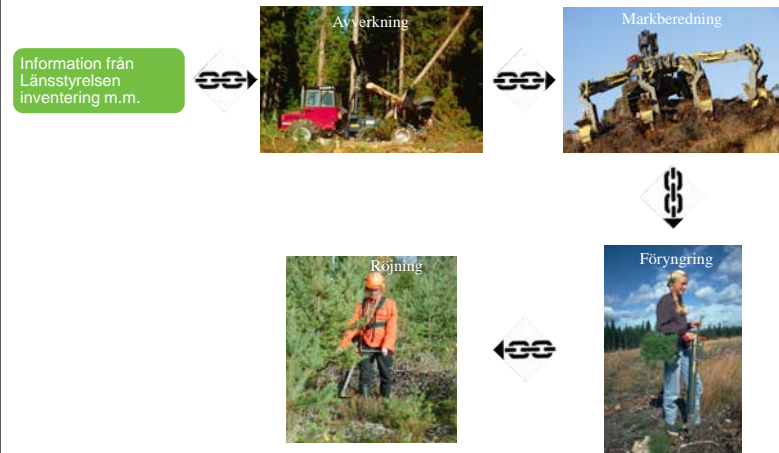 Information från
Länsstyrelsen
inventering m.m.
Avverkning
Markberedning
Föryngring
Röjning